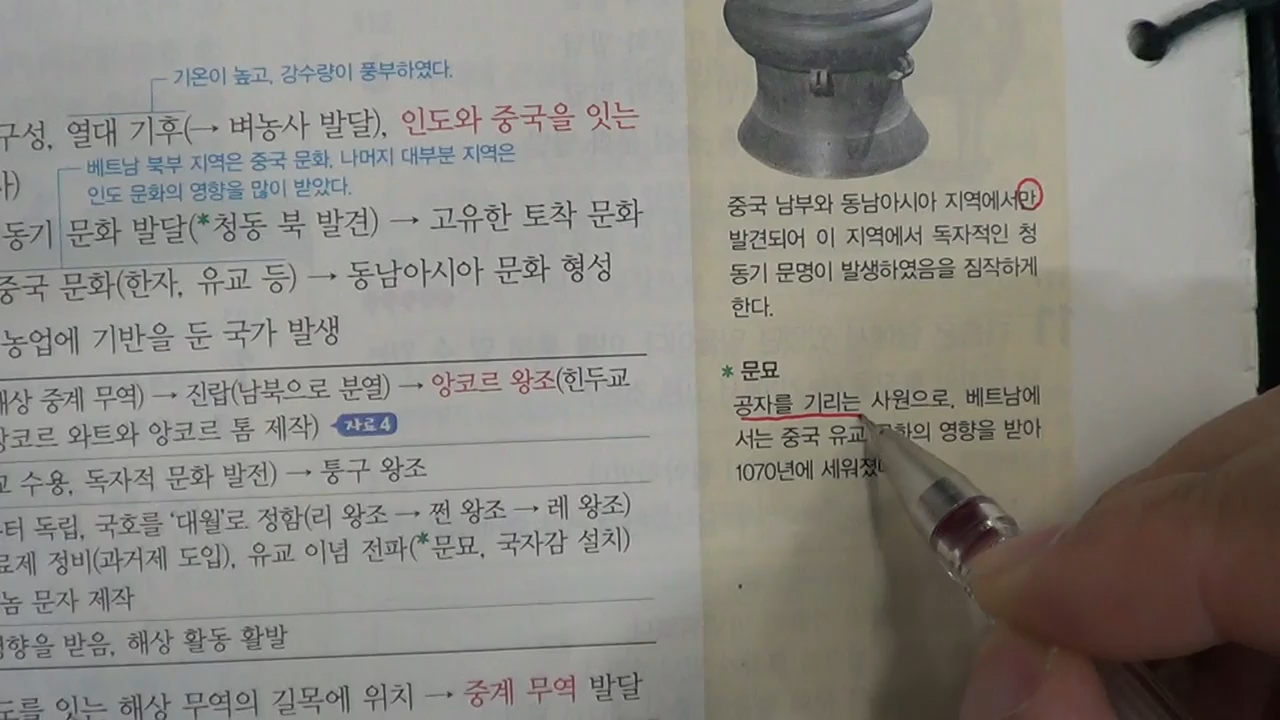 기온이 높고, 강수량이 풍부하였다.
구성, 열대 기후(→ 벼농사 발달), 인도와 중국을 잇는
베트남 북부 지역은 중국 문화, 나머지 대부분 지역은
인도 문화의 영향을 많이 받았다.
동기 문화 발달(*청동 북 발견) → 고유한 토착 문화
중국 문화(한자, 유교 등) → 동남아시아 문화 형성
농업에 기반을 둔 국가 발생
해상 중계 무역) → 진랍(남북으로 분열) → 앙코르 왕조(힌두교
앙코르 와트와 앙코르 톰 제작) 자료 4
교 수용, 독자적 문화 발전) → 퉁구 왕조
터 독립, 국호를 '대월'로 정함(리 왕조 → 쩐 왕조 → 레 왕조)
료제 정비(과거제 도입), 유교 이념 전파(*문묘, 국자감 설치)
놈 문자 제작
영향을 받음, 해상 활동 활발
도를 잇는 해상 무역의 길목에 위치 → 중계 무역 발달
중국 남부와 동남아시아 지역에서만
발견되어 이 지역에서 독자적인 청
동기 문명이 발생하였음을 짐작하게
한다.
* 문묘
공자를 기리는 사원으로, 베트남에
서는 중국 유교 문화의 영향을 받아
1070년에 세워졌